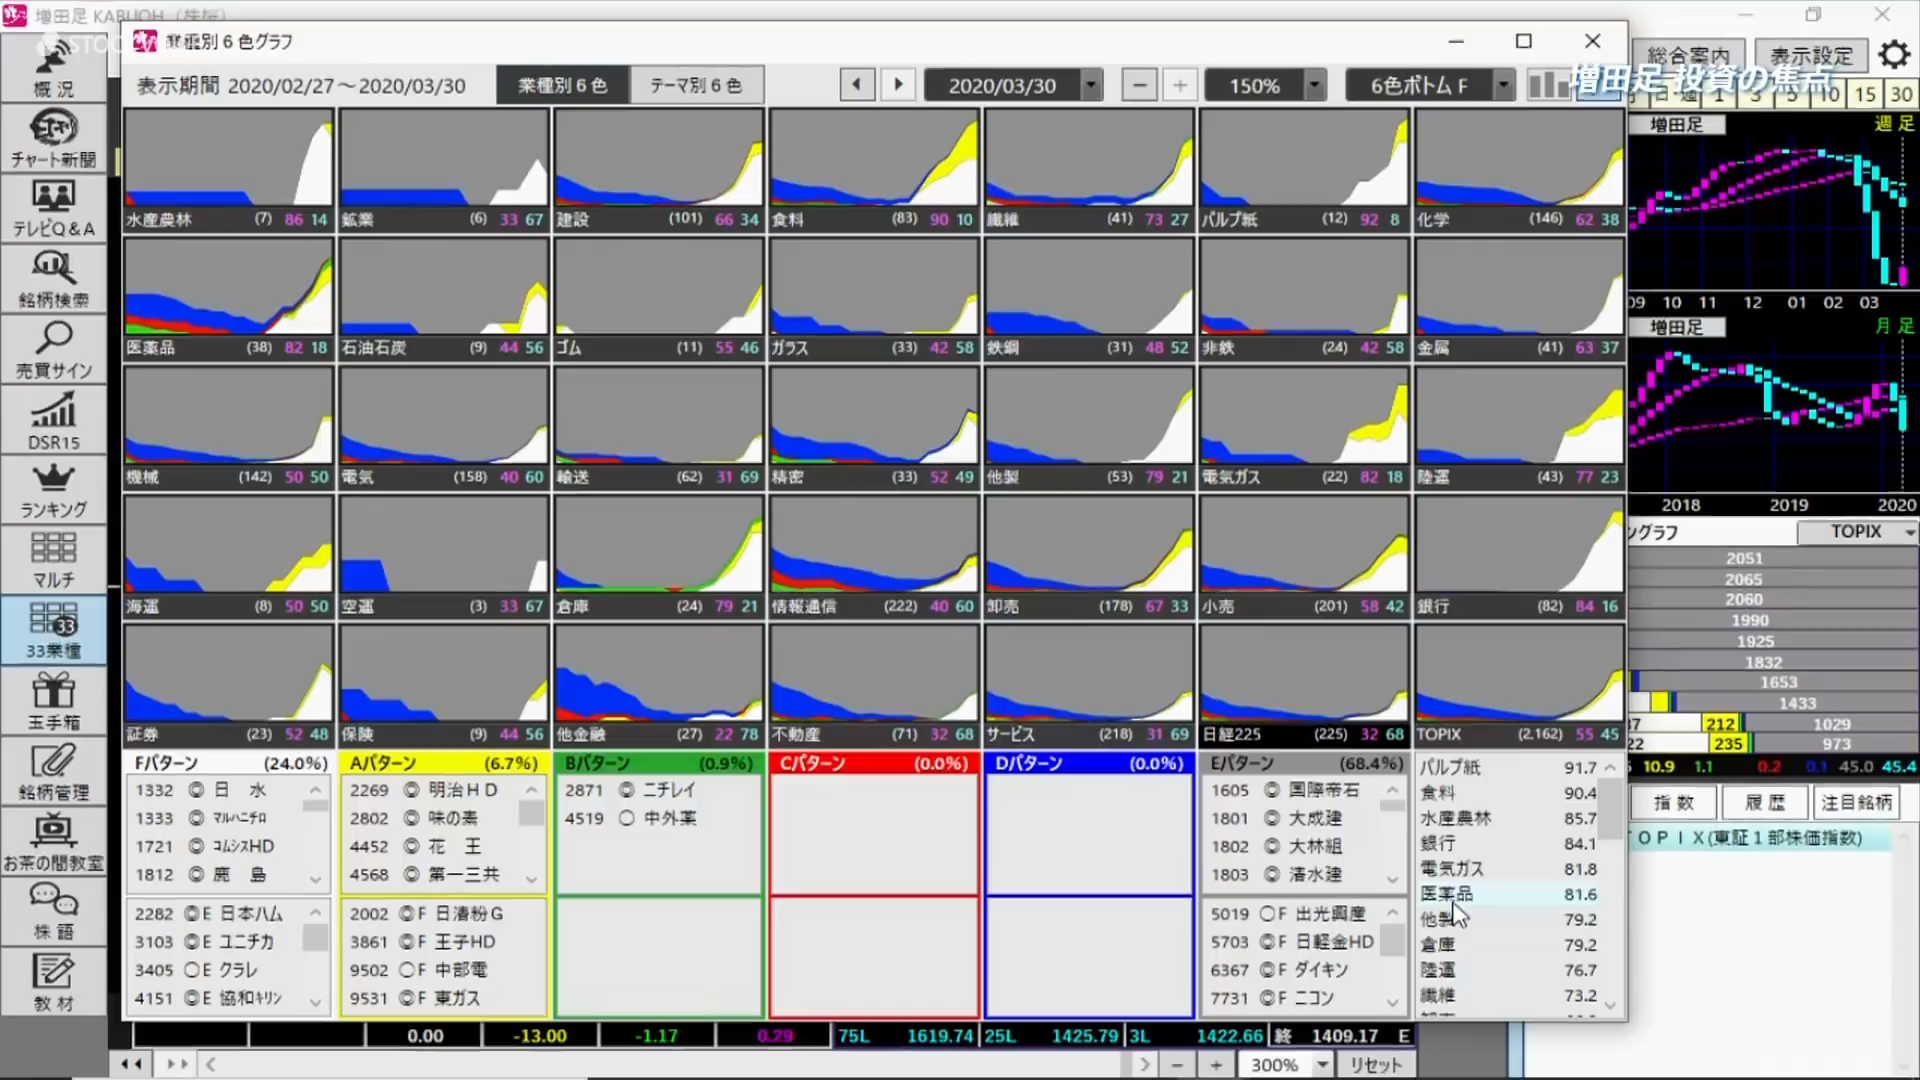 増田足 KABUOH（株桜）
業種別６色グラフ
総合案内 表示設定
増田足 投資の焦点
表示期間 2020/02/27～2020/03/30 業種別６色 テーマ別６色 2020/03/30 150% 6色ボトムF
日 週 1 3 5 10 15 30
概況
チャート新聞
テレビQ＆A
銘柄検索
売買サイン
DSR15
ランキング
マルチ
33業種
玉手箱
銘柄管理
お茶の間教室
株語
教材
水産農林 (7) 86 14
鉱業 (6) 33 67
建設 (101) 66 34
食料 (83) 90 10
繊維 (41) 73 27
パルプ紙 (12) 92 8
化学 (146) 62 38
医薬品 (38) 82 18
石油石炭 (9) 44 56
ゴム (11) 55 46
ガラス (33) 42 58
鉄鋼 (31) 48 52
非鉄 (24) 42 58
金属 (41) 63 37
機械 (142) 50 50
電気 (158) 40 60
輸送 (62) 31 69
精密 (33) 52 49
他製 (53) 79 21
電気ガス (22) 82 18
陸運 (43) 77 23
海運 (8) 50 50
空運 (3) 33 67
倉庫 (24) 79 21
情報通信 (222) 40 60
卸売 (178) 67 33
小売 (201) 58 42
銀行 (82) 84 16
証券 (23) 52 48
保険 (9) 44 56
他金融 (27) 22 78
不動産 (71) 32 68
サービス (218) 31 69
日経225 (225) 32 68
TOPIX (2,162) 55 45
Fパターン (24.0%)
1332 ◎ 日　水
1333 ◎ マルハニチロ
1721 ◎ コムシスHD
1812 ◎ 鹿　島
2282 ◎E 日本ハム
3103 ◎E ユニチカ
3405 ○E クラレ
4151 ◎E 協和キリン
Aパターン (6.7%)
2269 ◎ 明治ＨＤ
2802 ◎ 味の素
4452 ◎ 花　王
4568 ◎ 第一三共
2002 ◎F 日清粉Ｇ
3861 ◎F 王子HD
9502 ○F 中部電
9531 ◎F 東ガス
Bパターン (0.9%)
2871 ◎ ニチレイ
4519 ○ 中外薬
Cパターン (0.0%)
Dパターン (0.0%)
Eパターン (68.4%)
1605 ◎ 国際帝石
1801 ◎ 大成建
1802 ◎ 大林組
1803 ◎ 清水建
5019 ○F 出光興産
5703 ◎F 日軽金HD
6367 ◎F ダイキン
7731 ◎F ニコン
パルプ紙 91.7
食料 90.4
水産農林 85.7
銀行 84.1
電気ガス 81.8
医薬品 81.6
他製 79.2
倉庫 79.2
陸運 76.7
繊維 73.2
増田足 週足
09 10 11 12 01 02 03
増田足 月足
2018 2019 2020
ングラフ TOPIX
2051
2065
2060
1990
1925
1832
1653
1433
212 1029
235 973
10.9 1.1 0.2 0.1 45.0 45.4
指数 履歴 注目銘柄
ＯＰＩＸ(東証１部株価指数)
0.00 -13.00 -1.17 0.29 75L 1619.74 25L 1425.79 3L 1422.66 終 1409.17 E
300% リセット